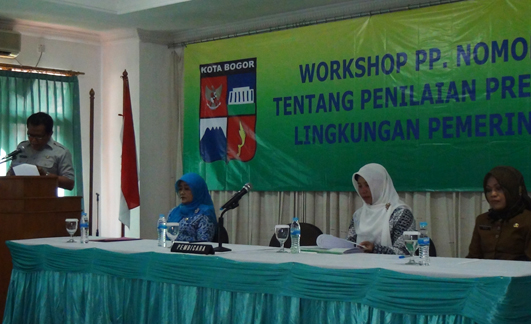 KOTA BOGOR
WORKSHOP PP. NOMO
TENTANG PENILAIAN PRE
LINGKUNGAN PEMERIN
PEMBICARA